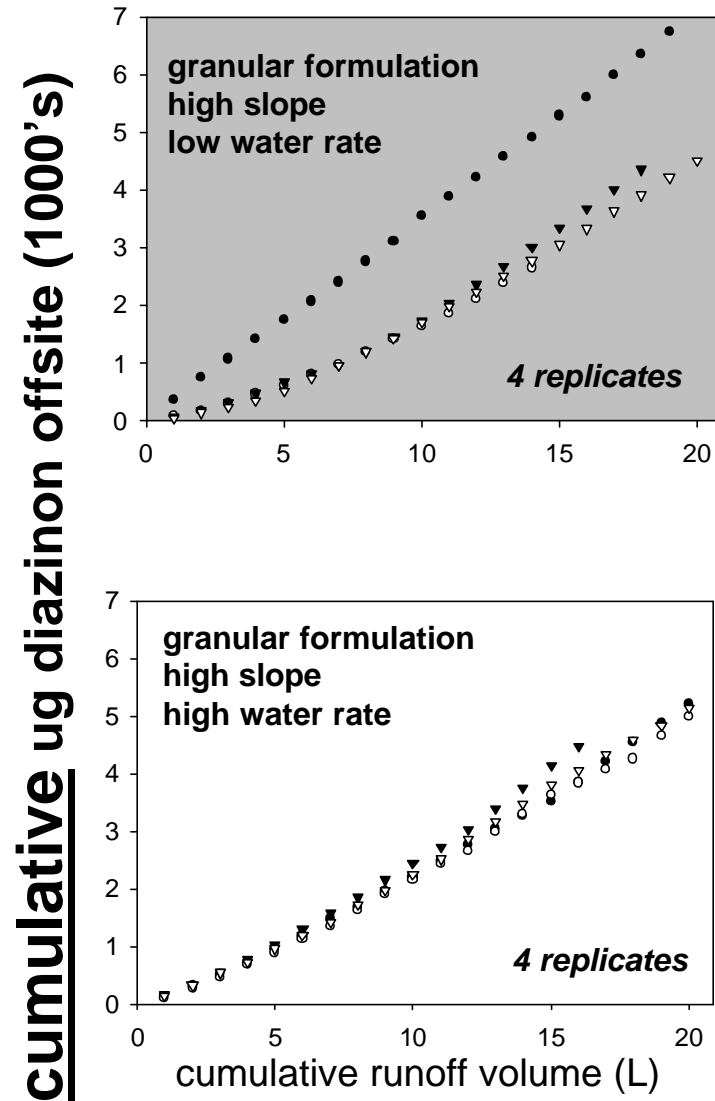 cumulative ug diazinon offsite (1000's)
7
6
5
4
3
2
1
0
granular formulation
high slope
low water rate
4 replicates
0
5
10
15
20
7
6
5
4
3
2
1
0
granular formulation
high slope
high water rate
4 replicates
0
5
10
15
20
cumulative runoff volume (L)